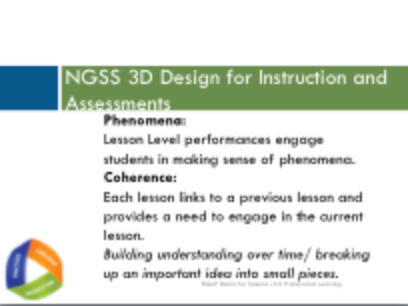 NGSS 3D Design for Instruction and
Assessments
Phenomena:
Lesson Level performances engage
students in making sense of phenomena.
Coherence:
Each lesson links to a previous lesson and
provides a need to engage in the current
lesson.
Building understanding over time/ breaking
up an important idea into small pieces.